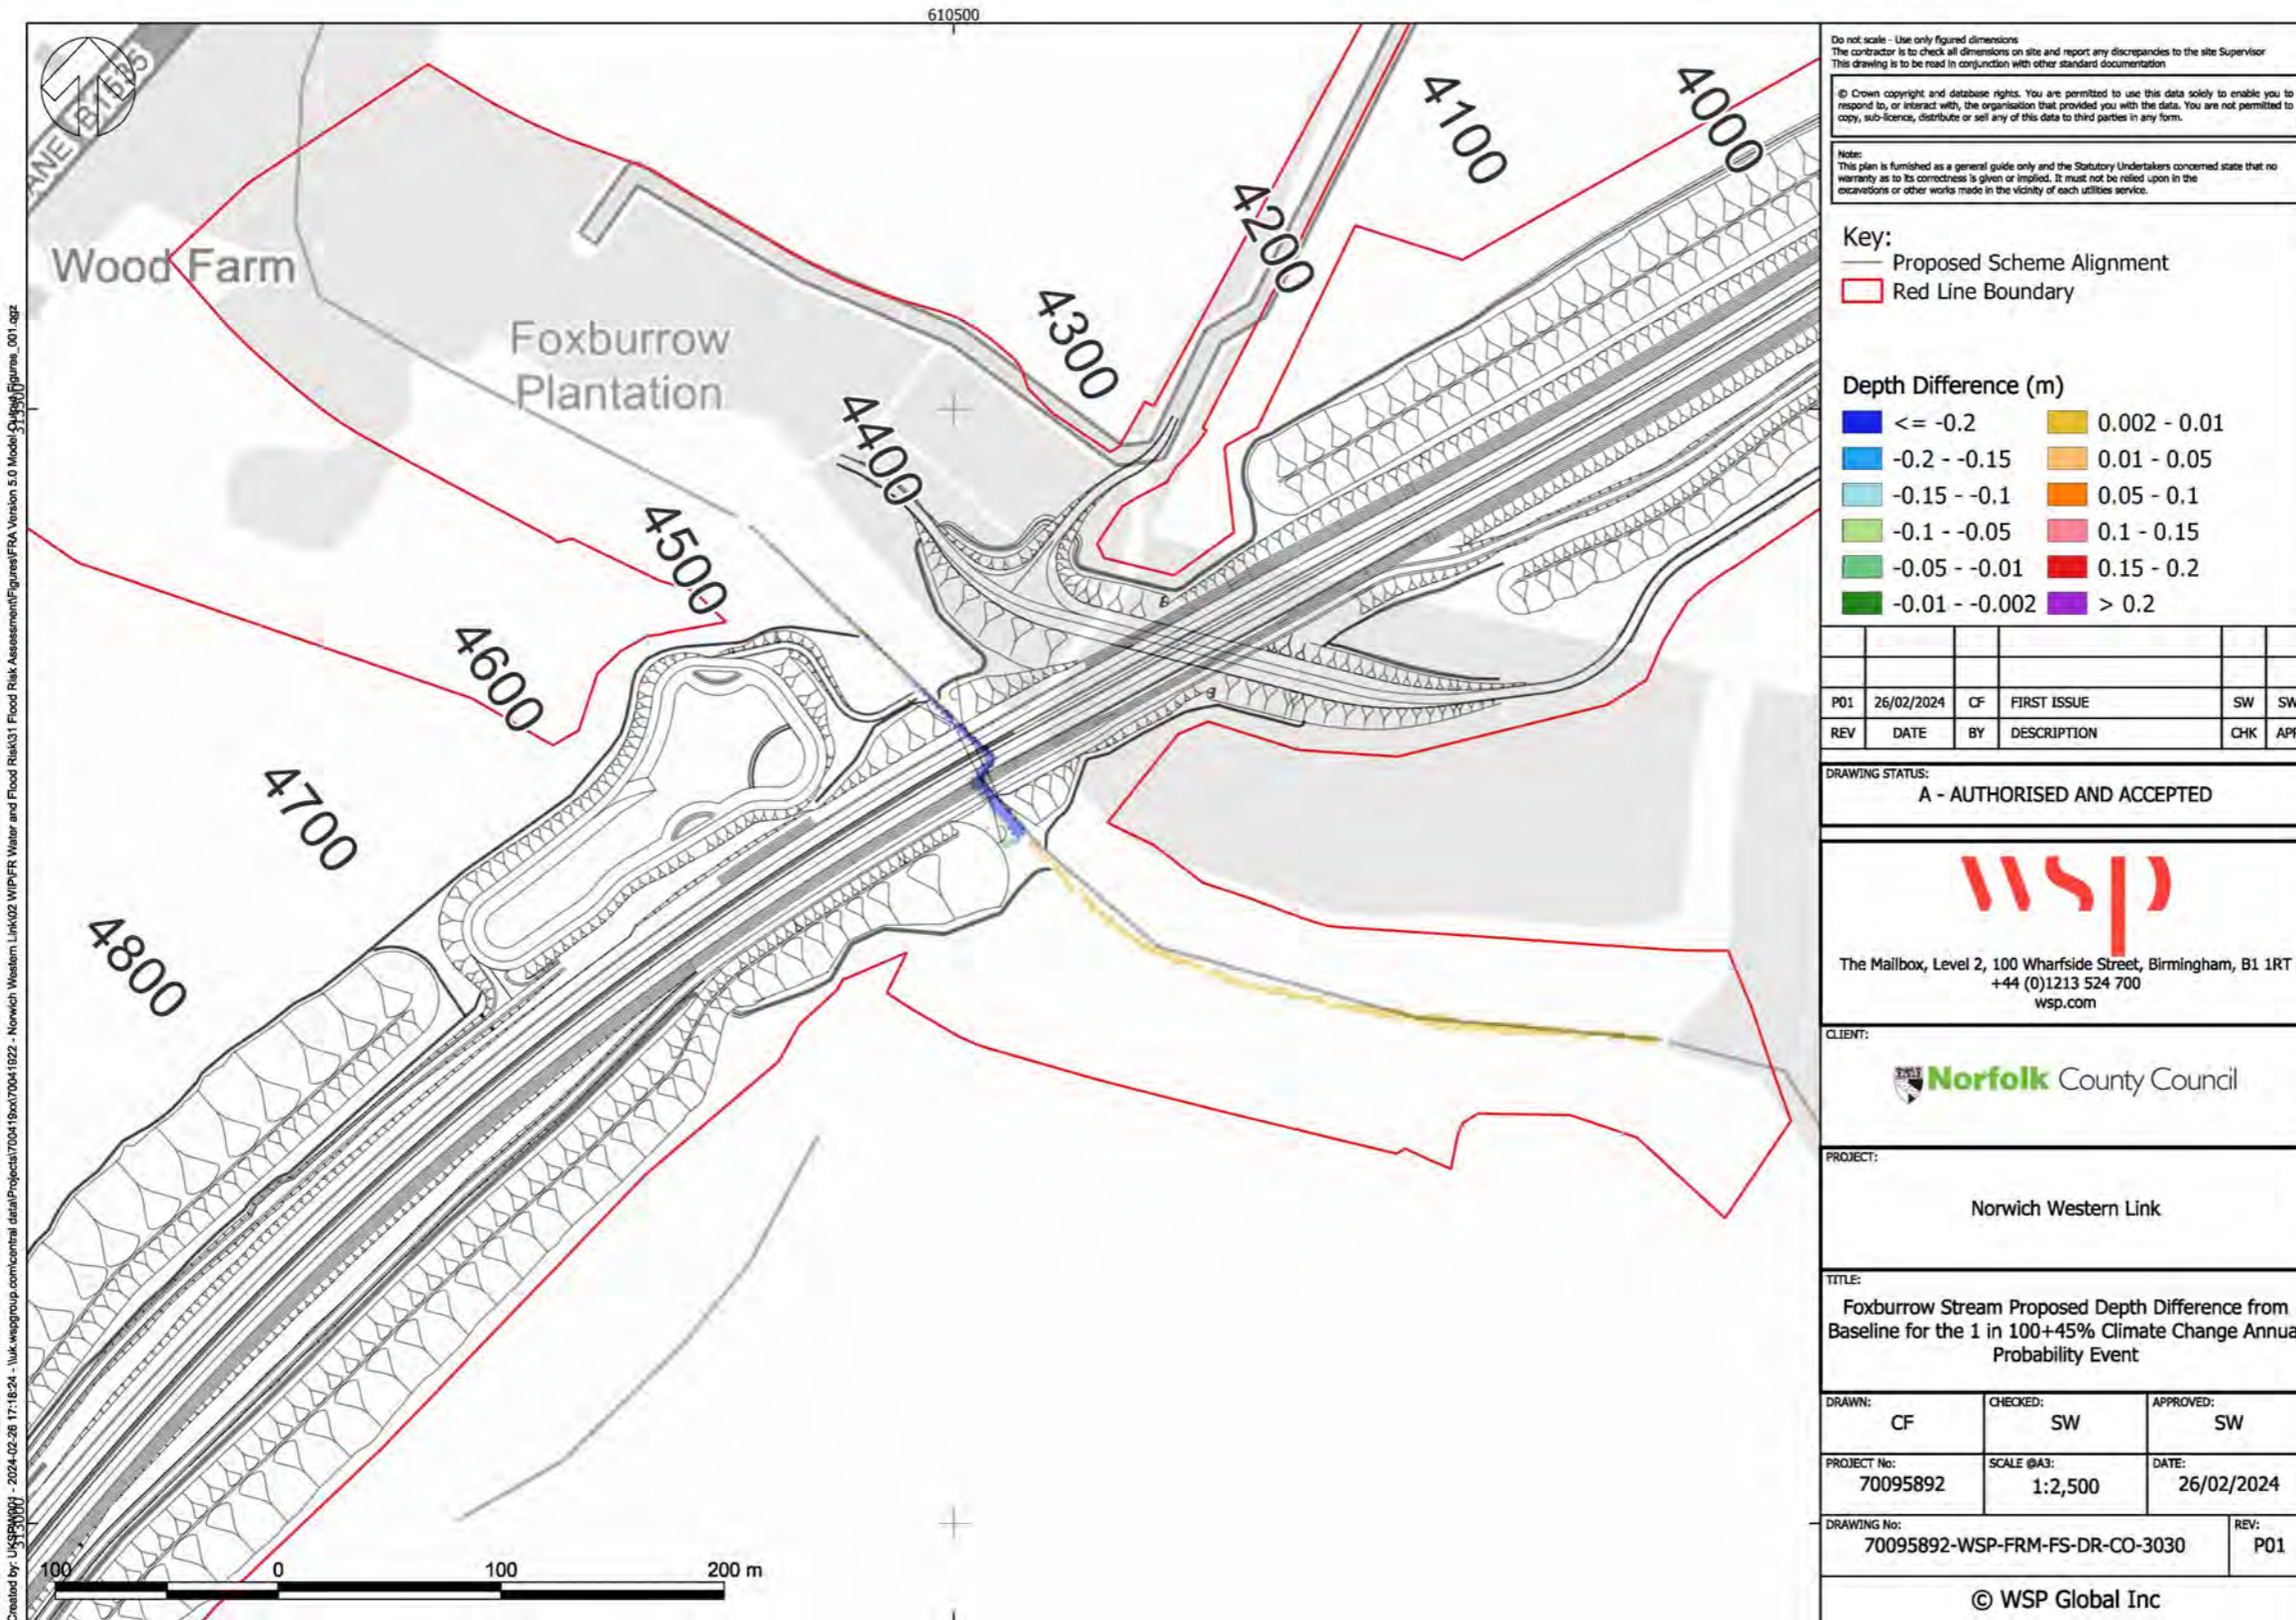 610500
ANE B1535
Wood Farm
Foxburrow
Plantation
4000
4100
4200
4300
4400
4500
4600
4700
4800
100 0 100 200 m
Do not scale - Use only figured dimensions
The contractor is to check all dimensions on site and report any discrepancies to the site Supervisor
This drawing is to be read in conjunction with other standard documentation
© Crown copyright and database rights. You are permitted to use this data solely to enable you to
respond to, or interact with, the organisation that provided you with the data. You are not permitted to
copy, sub-licence, distribute or sell any of this data to third parties in any form.
Note:
This plan is furnished as a general guide only and the Statutory Undertakers concerned state that no
warranty as to its correctness is given or implied. It must not be relied upon in the
excavations or other works made in the vicinity of each utilities service.
Key:
Proposed Scheme Alignment
Red Line Boundary
Depth Difference (m)
<= -0.2 0.002 - 0.01
-0.2 - -0.15 0.01 - 0.05
-0.15 - -0.1 0.05 - 0.1
-0.1 - -0.05 0.1 - 0.15
-0.05 - -0.01 0.15 - 0.2
-0.01 - -0.002 > 0.2
P01 26/02/2024 CF FIRST ISSUE SW SW
REV DATE BY DESCRIPTION CHK AP
DRAWING STATUS:
A - AUTHORISED AND ACCEPTED
wsp
The Mailbox, Level 2, 100 Wharfside Street, Birmingham, B1 1RT
+44 (0)1213 524 700
wsp.com
CLIENT:
Norfolk County Council
PROJECT:
Norwich Western Link
TITLE:
Foxburrow Stream Proposed Depth Difference from
Baseline for the 1 in 100+45% Climate Change Annua
Probability Event
DRAWN: CHECKED: APPROVED:
CF SW SW
PROJECT No: SCALE @A3: DATE:
70095892 1:2,500 26/02/2024
DRAWING No: REV:
70095892-WSP-FRM-FS-DR-CO-3030 P01
© WSP Global Inc